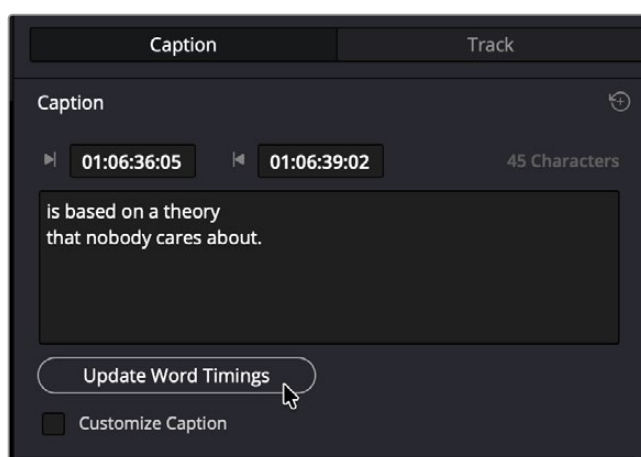 Caption Track
Caption
01:06:36:05 01:06:39:02 45 Characters
is based on a theory
that nobody cares about.
Update Word Timings
Customize Caption